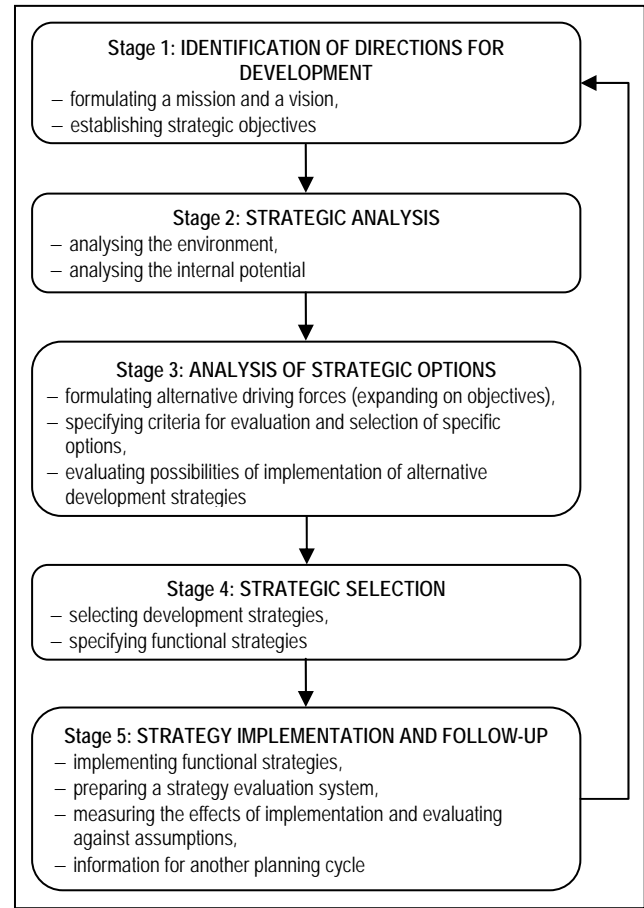 Stage 1: IDENTIFICATION OF DIRECTIONS FOR
DEVELOPMENT
– formulating a mission and a vision,
– establishing strategic objectives
Stage 2: STRATEGIC ANALYSIS
– analysing the environment,
– analysing the internal potential
Stage 3: ANALYSIS OF STRATEGIC OPTIONS
– formulating alternative driving forces (expanding on objectives),
– specifying criteria for evaluation and selection of specific
options,
– evaluating possibilities of implementation of alternative
development strategies
Stage 4: STRATEGIC SELECTION
– selecting development strategies,
– specifying functional strategies
Stage 5: STRATEGY IMPLEMENTATION AND FOLLOW-UP
– implementing functional strategies,
– preparing a strategy evaluation system,
– measuring the effects of implementation and evaluating
against assumptions,
– information for another planning cycle